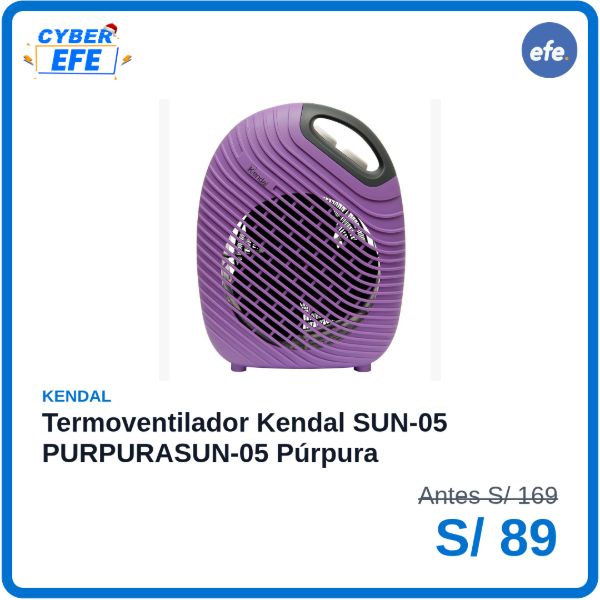 CYBER
EFE
efe.
Kendal
KENDAL
Termoventilador Kendal SUN-05
PURPURASUN-05 Púrpura
Antes S/ 169
S/ 89